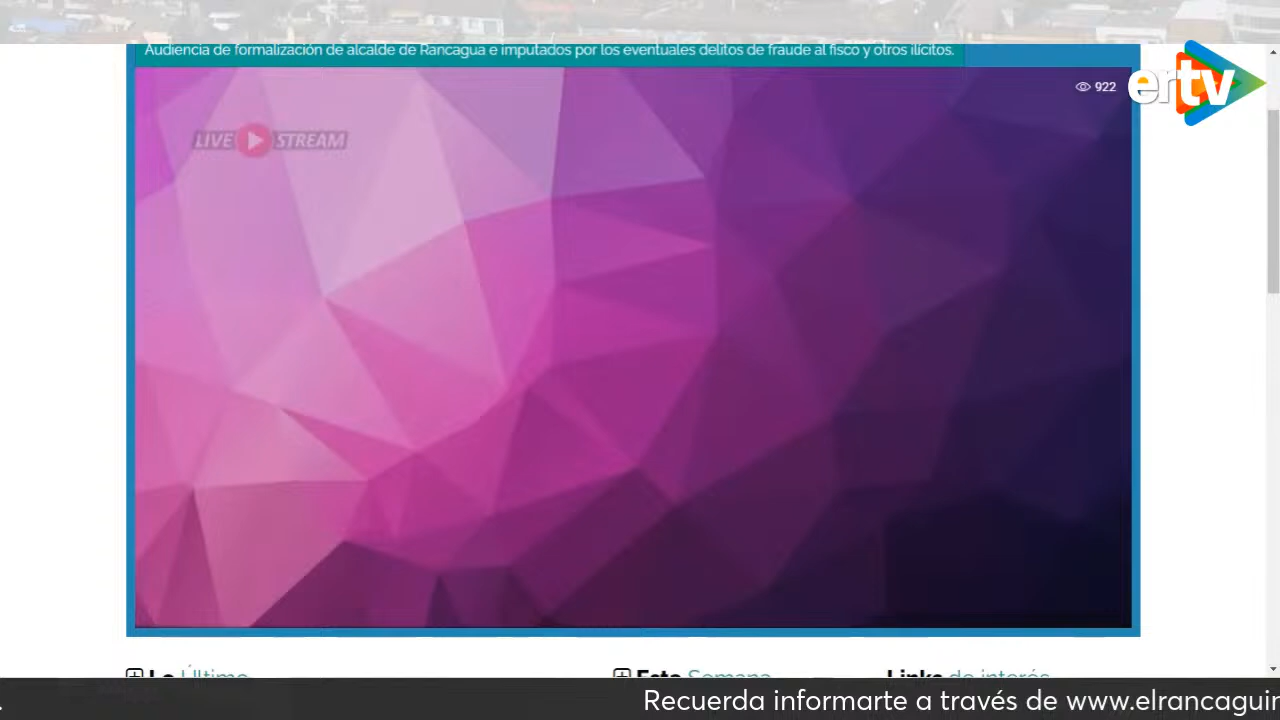 Audiencia de formalización de alcalde de Rancagua e imputados por los eventuales delitos de fraude al fisco y otros ilícitos.
922
ertv
LIVE STREAM
Lo Último
Esta Semana
Links de interés
Recuerda informarte a través de www.elrancaguin